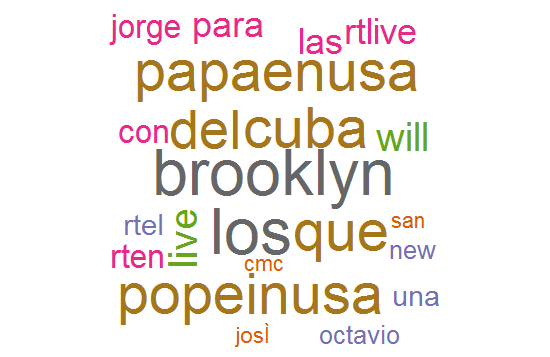 jorge para
las rtlive
papaenusa
con del cuba will
brooklyn
rtel live los que san
rten cmc new
popeinusa una
josÌ octavio